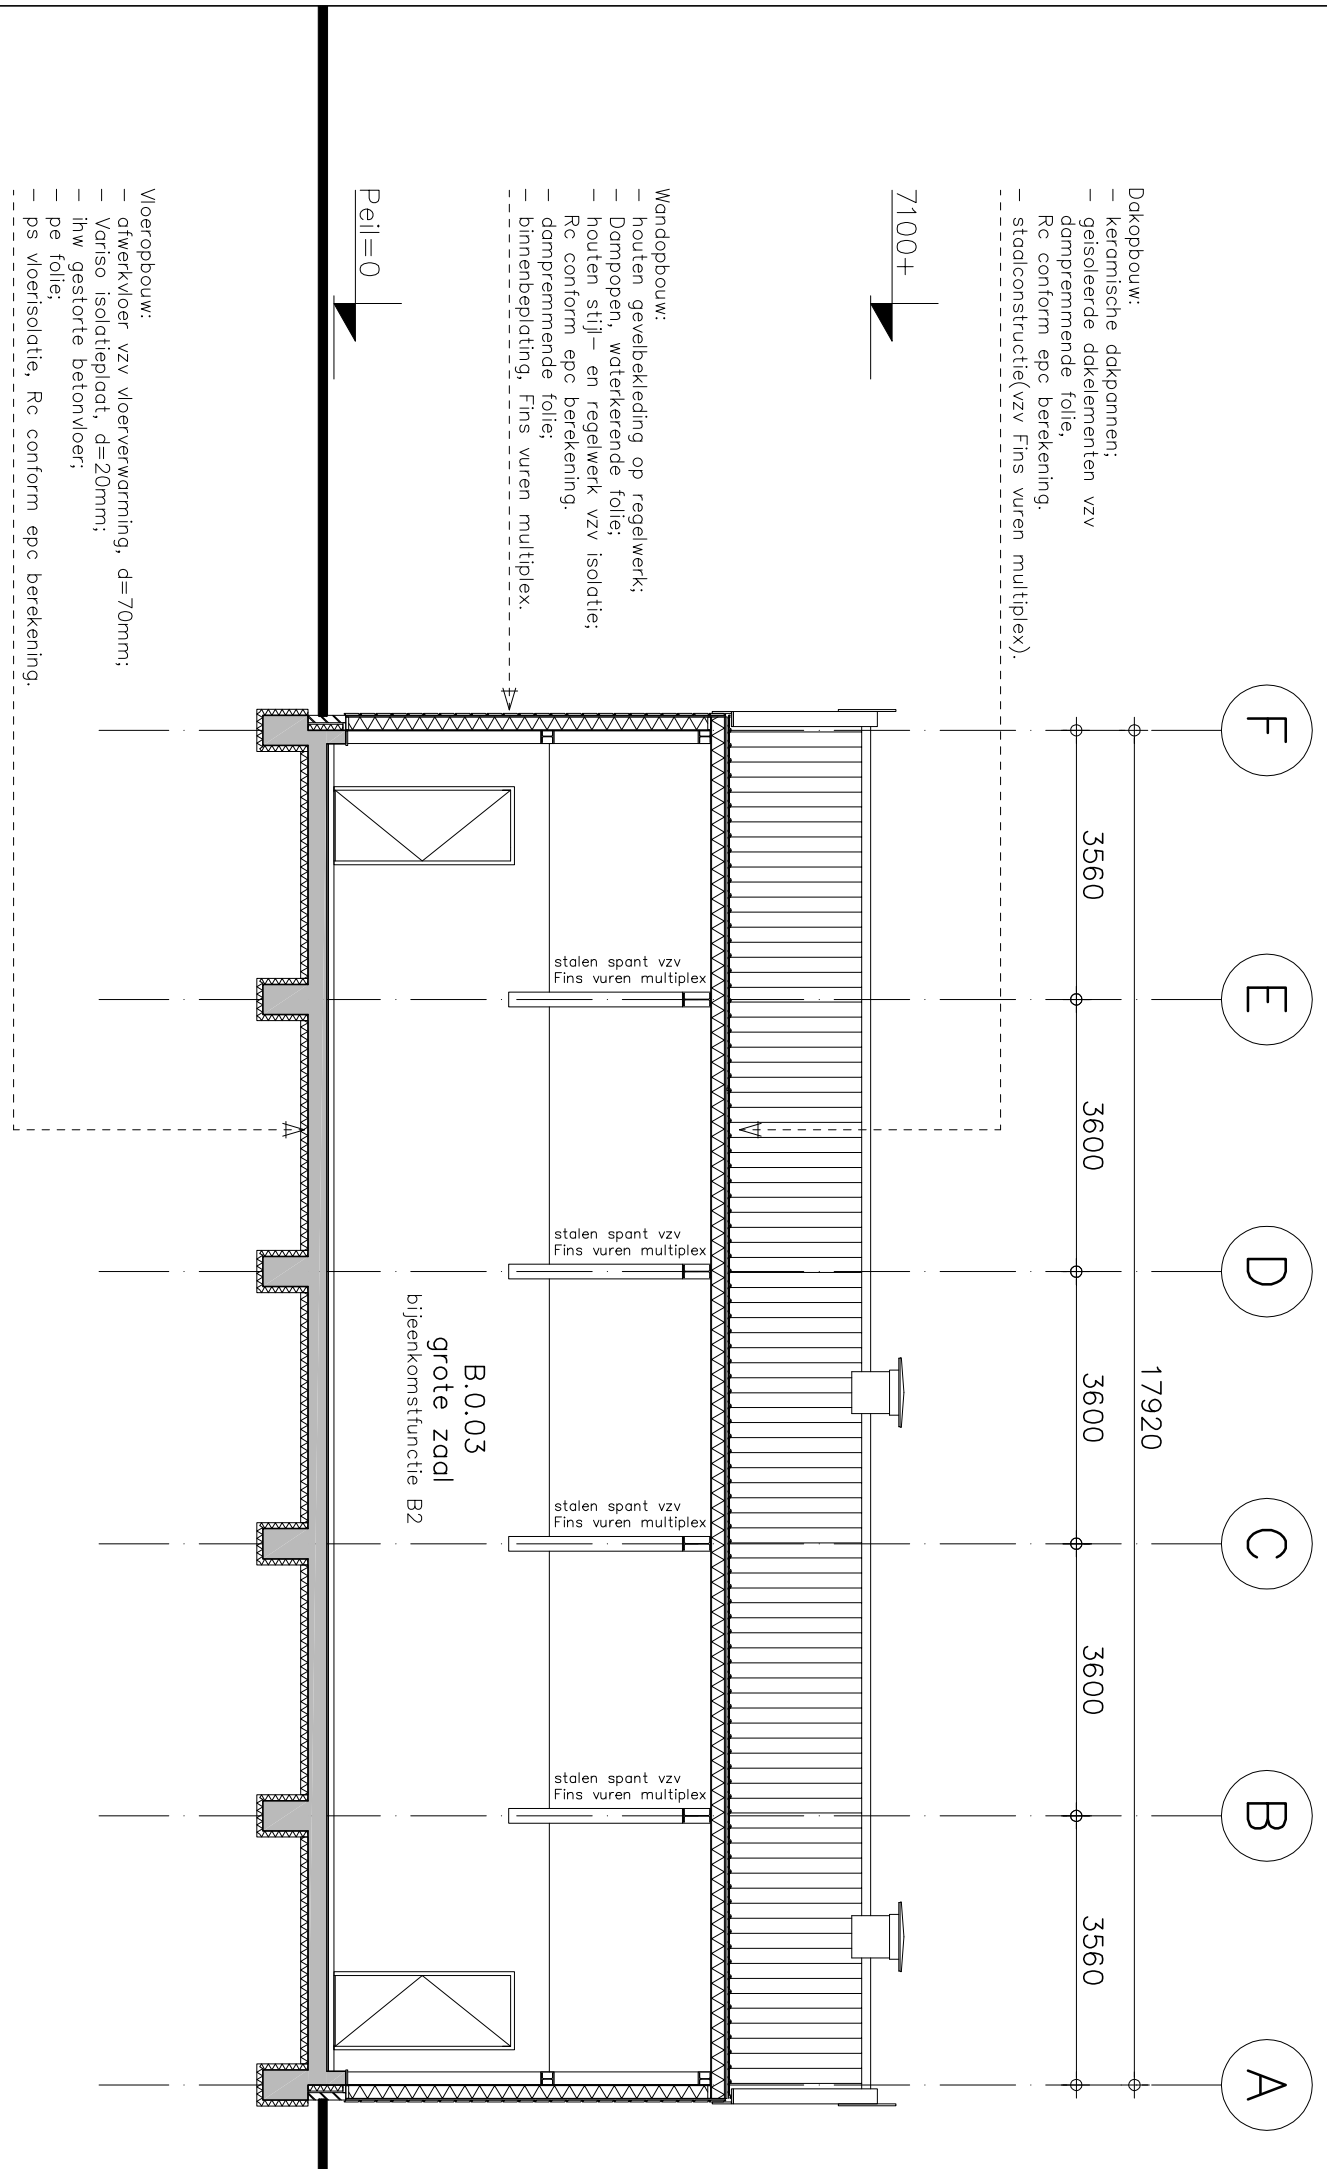 F
E
D
C
B
A
17920
3560
3600
3600
3600
3560
Dakopbouw:
- keramische dakpannen;
- geisoleerde dakelementen vzv
dampremmende folie,
Rc conform epc berekening.
- staalconstructie(vzv Fins vuren multiplex).
7100+
Wandopbouw:
- houten gevelbekleding op regelwerk;
- Dampopen, waterkerende folie;
- houten stijl- en regelwerk vzv isolatie;
Rc conform epc berekening.
- dampremmende folie;
- binnenbeplating, Fins vuren multiplex.
stalen spant vzv
Fins vuren multiplex
stalen spant vzv
Fins vuren multiplex
stalen spant vzv
Fins vuren multiplex
stalen spant vzv
Fins vuren multiplex
B.0.03
grote zaal
bijeenkomstfunctie B2
Peil=0
Vloeropbouw:
- afwerkvloer vzv vloerverwarming, d=70mm;
- Variso isolatieplaat, d=20mm;
- ihw gestorte betonvloer;
- pe folie;
- ps vloerisolatie, Rc conform epc berekening.